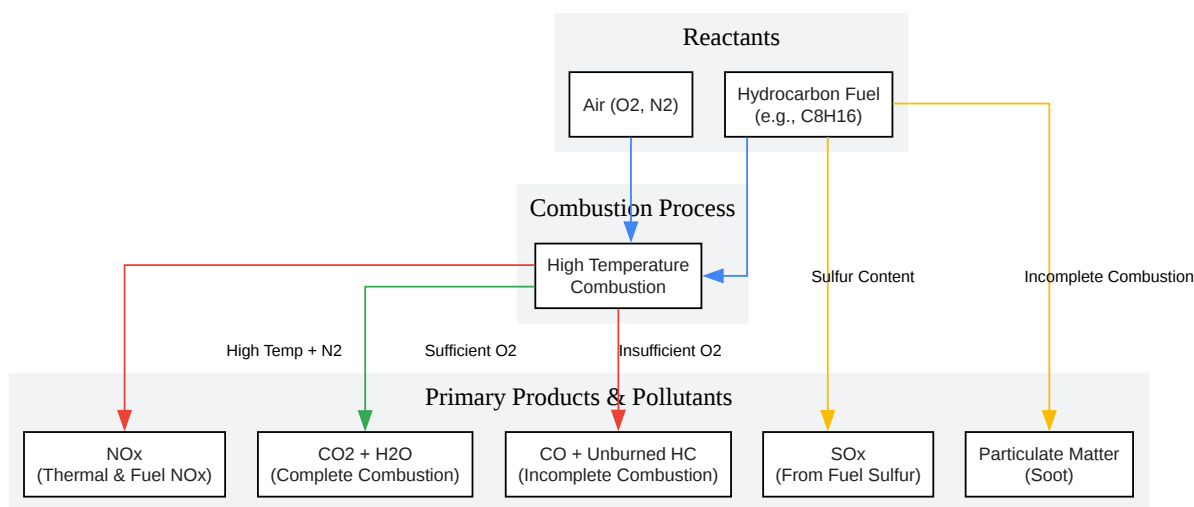 Reactants
Air (O2, N2)
Hydrocarbon Fuel
(e.g., C8H16)
Combustion Process
High Temperature
Combustion
Sulfur Content
Incomplete Combustion
High Temp + N2
Sufficient O2
Insufficient O2
Primary Products & Pollutants
NOx
(Thermal & Fuel NOx)
CO2 + H2O
(Complete Combustion)
CO + Unburned HC
(Incomplete Combustion)
SOx
(From Fuel Sulfur)
Particulate Matter
(Soot)